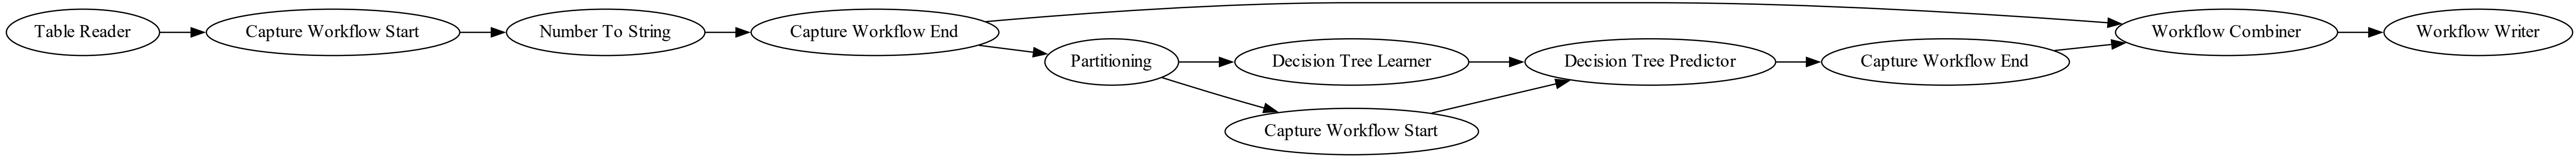 Table Reader
Capture Workflow Start
Number To String
Capture Workflow End
Partitioning
Decision Tree Learner
Capture Workflow Start
Decision Tree Predictor
Capture Workflow End
Workflow Combiner
Workflow Writer